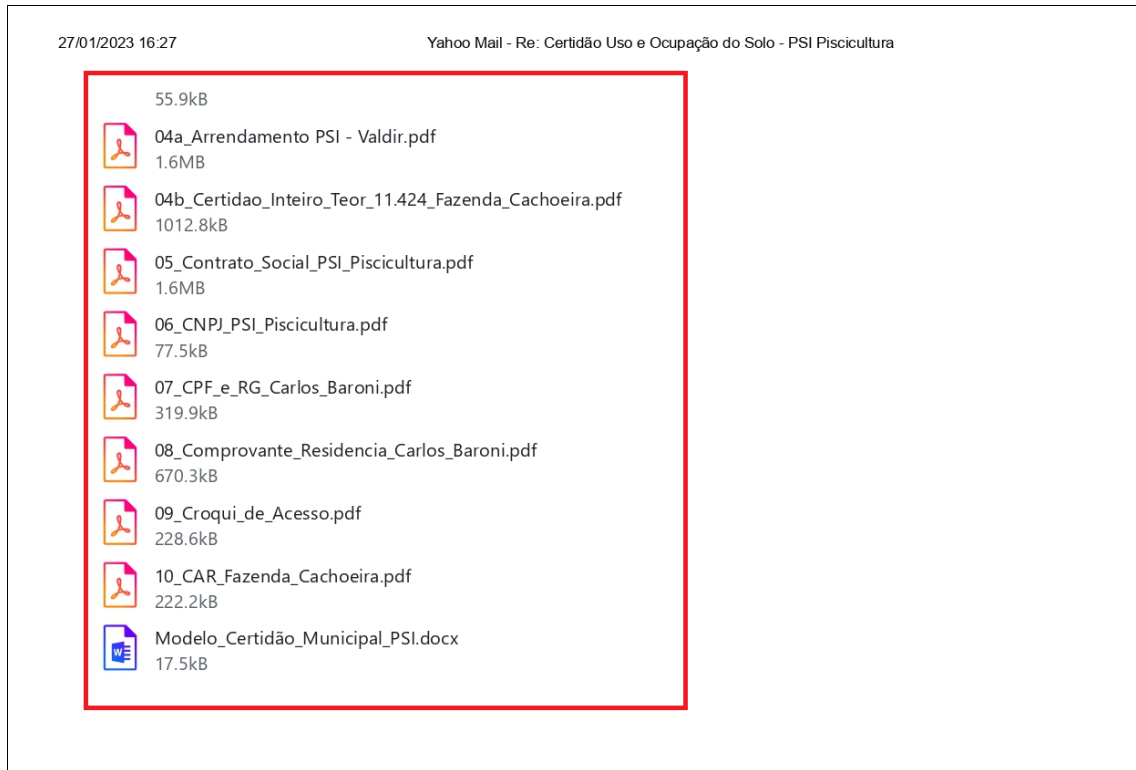 27/01/2023 16:27 Yahoo Mail - Re: Certidão Uso e Ocupação do Solo - PSI Piscicultura
55.9kB
04a_Arrendamento PSI - Valdir.pdf
1.6MB
04b_Certidao_Inteiro_Teor_11.424_Fazenda_Cachoeira.pdf
1012.8kB
05_Contrato_Social_PSI_Piscicultura.pdf
1.6MB
06_CNPJ_PSI_Piscicultura.pdf
77.5kB
07_CPF_e_RG_Carlos_Baroni.pdf
319.9kB
08_Comprovante_Residencia_Carlos_Baroni.pdf
670.3kB
09_Croqui_de_Acesso.pdf
228.6kB
10_CAR_Fazenda_Cachoeira.pdf
222.2kB
Modelo_Certidão_Municipal_PSI.docx
17.5kB